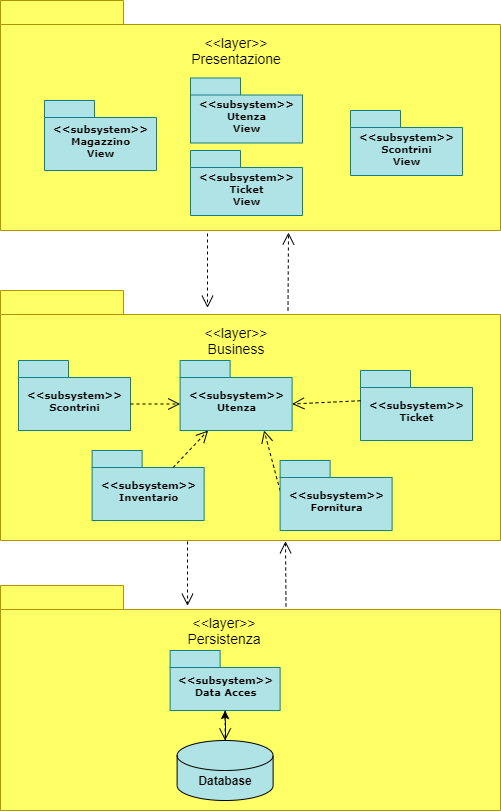 <<layer>>
Presentazione
<<subsystem>>
Magazzino
View
<<subsystem>>
Utenza
View
<<subsystem>>
Ticket
View
<<subsystem>>
Scontrini
View
<<layer>>
Business
<<subsystem>>
Scontrini
<<subsystem>>
Utenza
<<subsystem>>
Ticket
<<subsystem>>
Inventario
<<subsystem>>
Fornitura
<<layer>>
Persistenza
<<subsystem>>
Data Acces
Database